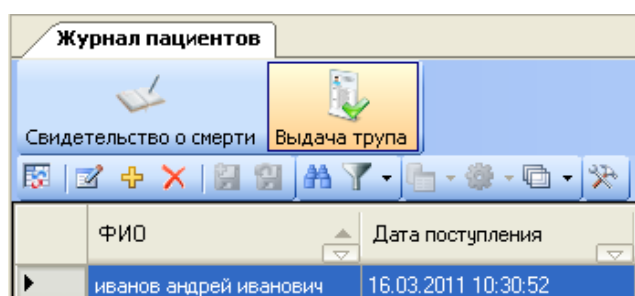 Журнал пациентов
Свидетельство о смерти Выдача трупа
ФИО Дата поступления
иванов андрей иванович 16.03.2011 10:30:52